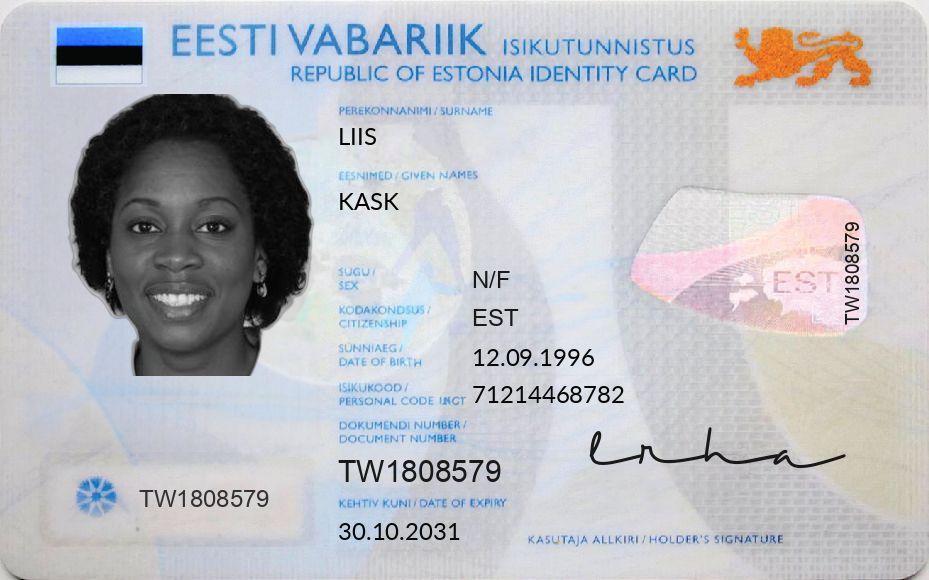 EESTI VABARIIK ISIKUTUNNISTUS
REPUBLIC OF ESTONIA IDENTITY CARD
PEREKONNANIMI / SURNAME
LIIS
EESNIMED / GIVEN NAMES
KASK
SUGU /
SEX
N/F
KODAKONDSUS /
CITIZENSHIP
EST
SÜNNIAEG /
DATE OF BIRTH
12.09.1996
ISIKUKOOD /
PERSONAL CODE
71214468782
DOKUMENDI NUMBER /
DOCUMENT NUMBER
TW1808579
KEHTIV KUNI / DATE OF EXPIRY
30.10.2031
TW1808579
EST
TW1808579
KASUTAJA ALLKIRI / HOLDER'S SIGNATURE